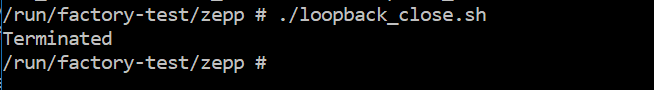 /run/factory-test/zepp # ./loopback_close.sh
Terminated
/run/factory-test/zepp #